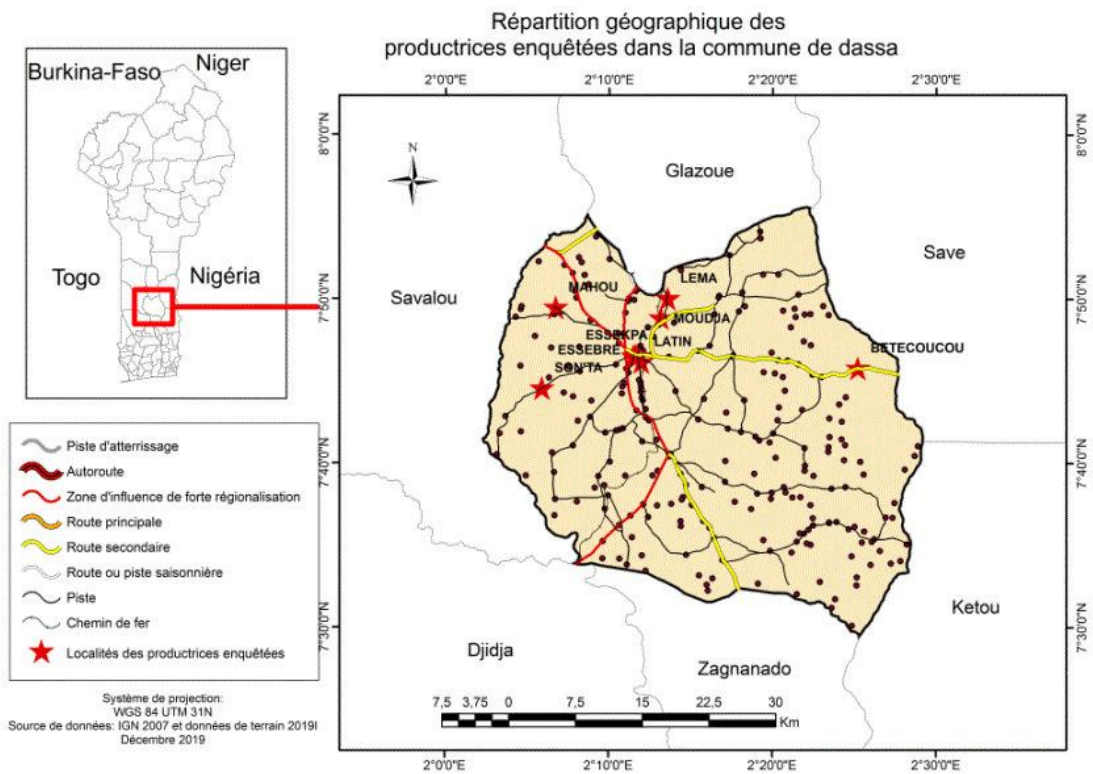 Répartition géographique des
productrices enquêtées dans la commune de dassa
Burkina-Faso
Niger
Togo
Nigéria
2°0'0"E
2°10'0"E
2°20'0"E
2°30'0"E
8°0'0"N
7°50'0"N
7°40'0"N
7°30'0"N
N
Glazoue
Save
Savalou
MAHOU
LEMA
MOUDJA
ESSEKPA
LATIN
ESSEBRE
SON'TA
BETECOUCOU
Ketou
Djidja
Zagnanado
8°0'0"N
7°50'0"N
7°40'0"N
7°30'0"N
7,5 3,75 0 7,5 15 22,5 30
Km
2°0'0"E
2°10'0"E
2°20'0"E
2°30'0"E
Piste d'atterrissage
Autoroute
Zone d'influence de forte régionalisation
Route principale
Route secondaire
Route ou piste saisonnière
Piste
Chemin de fer
Localités des productrices enquêtées
Système de projection:
WGS 84 UTM 31N
Source de données: IGN 2007 et données de terrain 2019I
Décembre 2019